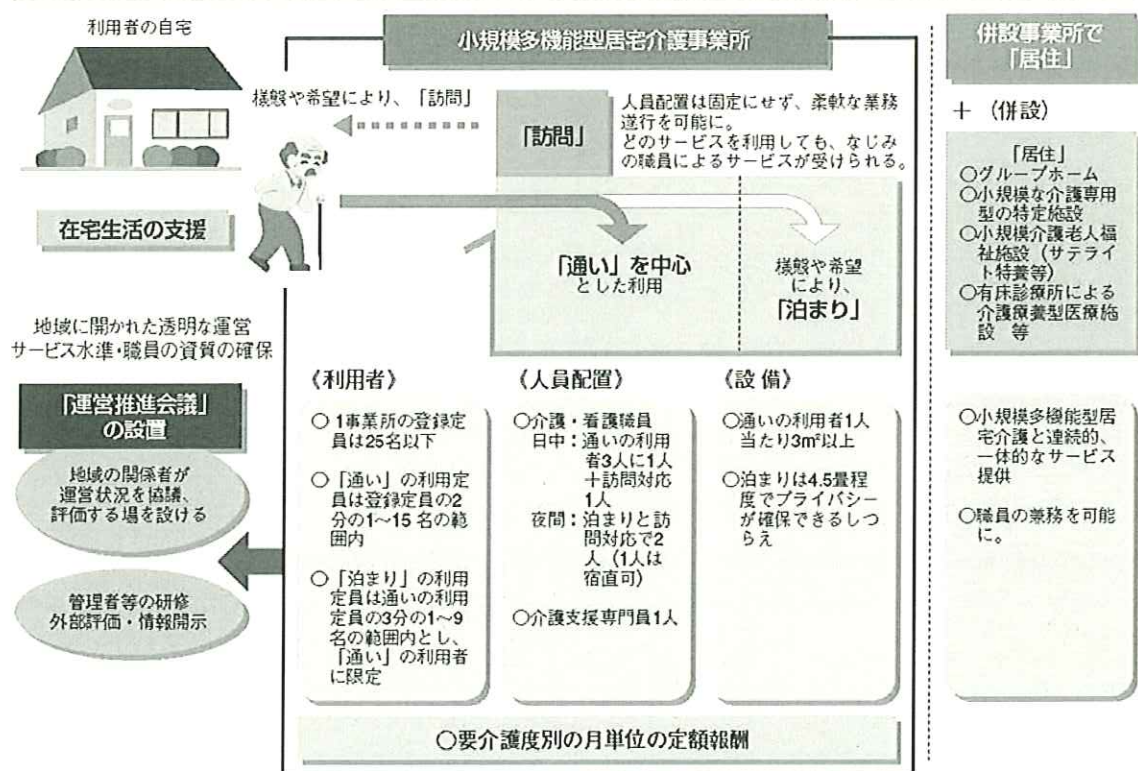 利用者の自宅
在宅生活の支援
地域に開かれた透明な運営
サービス水準・職員の資質の確保
「運営推進会議」
の設置
地域の関係者が
運営状況を協議、
評価する場を設ける
管理者等の研修
外部評価・情報開示
小規模多機能型居宅介護事業所
様態や希望により、「訪問」
「訪問」
人員配置は固定にせず、柔軟な業務
遂行を可能に。
どのサービスを利用しても、なじみ
の職員によるサービスが受けられる。
「通い」を中心
とした利用
様態や希望
により、
「泊まり」
《利用者》
○ 1事業所の登録定
員は25名以下
○「通い」の利用定
員は登録定員の2
分の1~15 名の範
囲内
○「泊まり」の利用
定員は通いの利用
定員の3分の1~9
名の範囲内とし、
「通い」の利用者
に限定
《人員配置》
○介護・看護職員
日中：通いの利用
者3人に1人
＋訪問対応
1人
夜間：泊まりと訪
問対応で2
人（1人は
宿直可）
○介護支援専門員1人
《設 備》
○通いの利用者1人
当たり3㎡以上
○泊まりは4.5畳程
度でプライバシー
が確保できるしつ
らえ
○要介護度別の月単位の定額報酬
併設事業所で
「居住」
＋（併設）
「居住」
○グループホーム
○小規模な介護専用
型の特定施設
○小規模介護老人福
祉施設（サテライ
ト特養等）
○有床診療所による
介護療養型医療施
設 等
○小規模多機能型居
宅介護と連続的、
一体的なサービス
提供
○職員の兼務を可能
に。